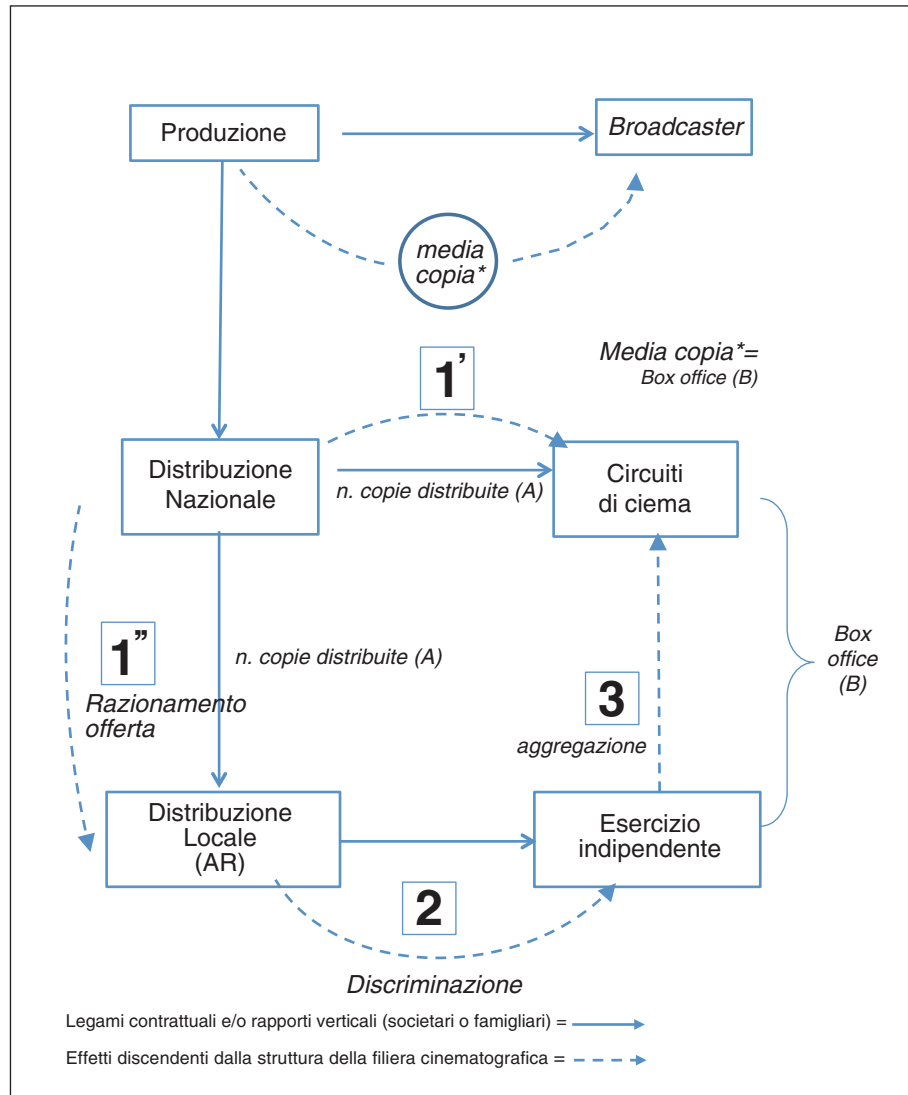 Produzione
Broadcaster
media
copia*
Media copia*=
Box office (B)
1’
Distribuzione
Nazionale
n. copie distribuite (A)
Circuiti
di ciema
1”
n. copie distribuite (A)
Razionamento
offerta
Box
office
(B)
3
aggregazione
Distribuzione
Locale
(AR)
Esercizio
indipendente
2
Discriminazione
Legami contrattuali e/o rapporti verticali (societari o famigliari) =
Effetti discendenti dalla struttura della filiera cinematografica =